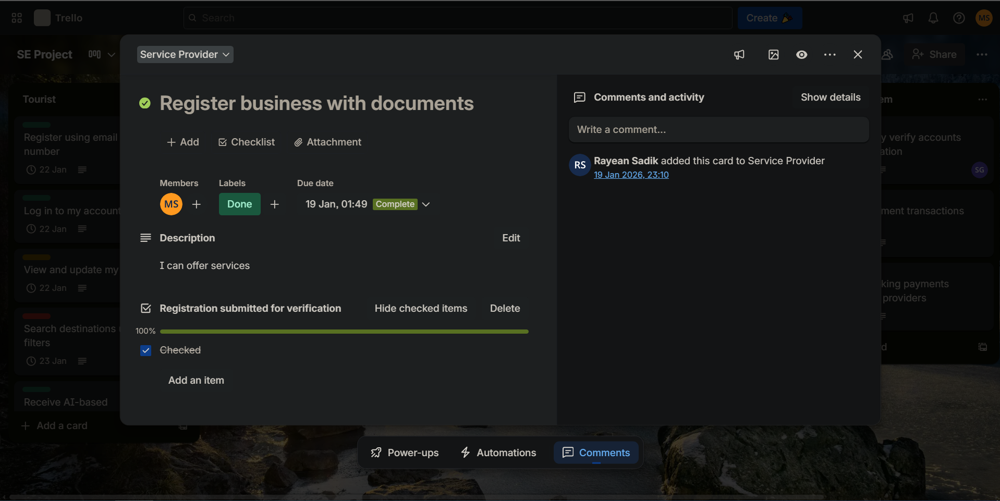 Trello
Search
Create
MS
SE Project
Share
Service Provider
Register business with documents
Add
Checklist
Attachment
Members
Labels
Due date
MS
Done
19 Jan, 01:49
Complete
Description
Edit
I can offer services
Registration submitted for verification
Hide checked items
Delete
100%
Checked
Add an item
Comments and activity
Show details
Write a comment...
RS
Rayean Sadik added this card to Service Provider
19 Jan 2026, 23:10
Tourist
Register using email
number
22 Jan
Log in to my account
22 Jan
View and update my
22 Jan
Search destinations
filters
23 Jan
Receive AI-based
Add a card
verify accounts
SG
transactions
payments
providers
Power-ups
Automations
Comments